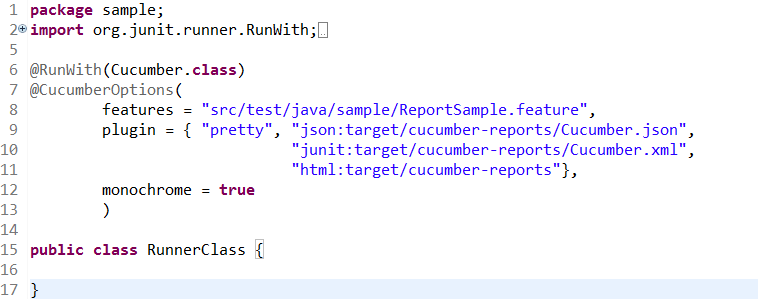 1 package sample;
2 import org.junit.runner.RunWith;
5
6 @RunWith(Cucumber.class)
7 @CucumberOptions(
8         features = "src/test/java/sample/ReportSample.feature",
9         plugin = { "pretty", "json:target/cucumber-reports/Cucumber.json",
10                              "junit:target/cucumber-reports/Cucumber.xml",
11                              "html:target/cucumber-reports"},
12         monochrome = true
13         )
14
15 public class RunnerClass {
16
17 }